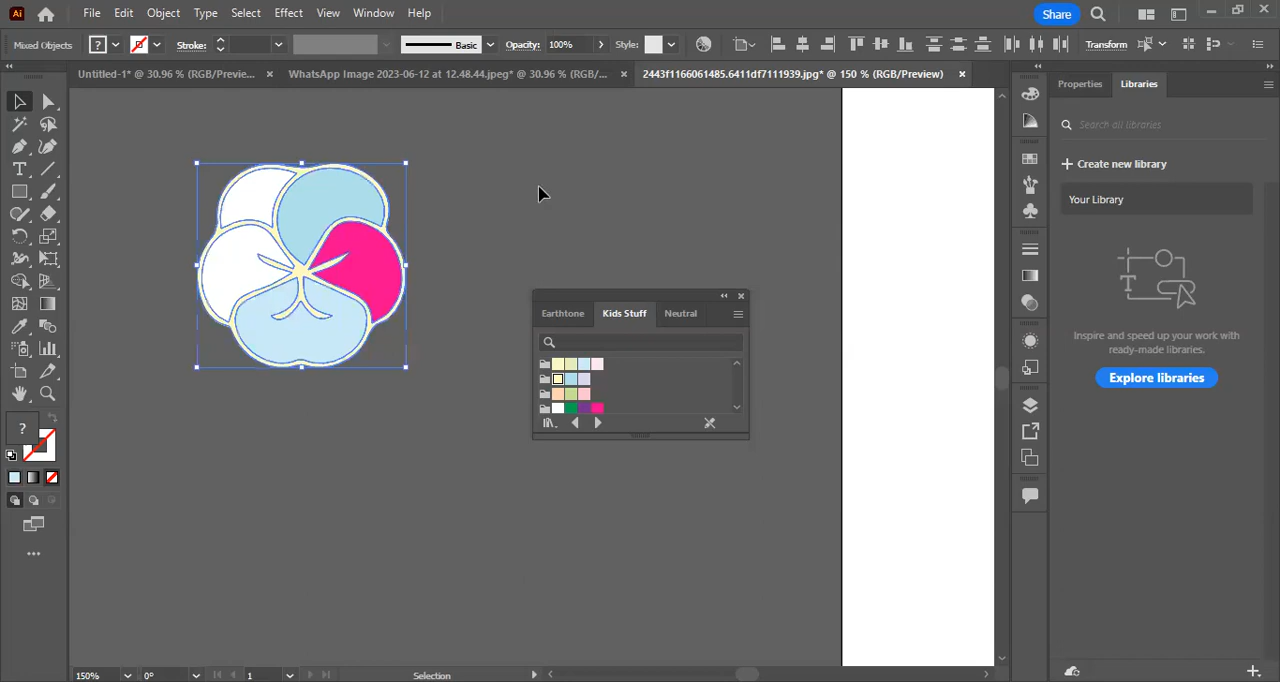 Ai File Edit Object Type Select Effect View Window Help Share
Mixed Objects ? Stroke: Basic Opacity: 100% Style: Transform
Untitled-1* @ 30.96 % (RGB/Previe... × WhatsApp Image 2023-06-12 at 12.48.44.jpeg* @ 30.96 % (RGB/... × 2443f1166061485.6411df7111939.jpg* @ 150 % (RGB/Preview) ×
Properties Libraries
Search all libraries
Create new library
Your Library
Earthtone Kids Stuff Neutral
Inspire and speed up your work with
ready-made libraries.
Explore libraries
?
150% 0° 1 Selection